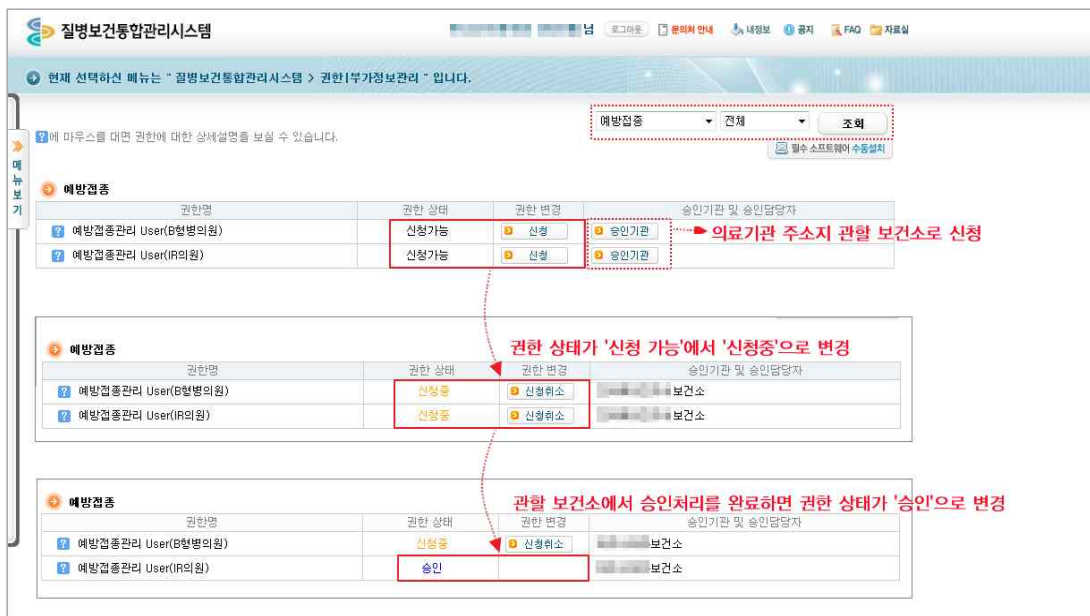 질병보건통합관리시스템
님 로그아웃 문의처 안내 내정보 공지 FAQ 자료실
현재 선택하신 메뉴는 " 질병보건통합관리시스템 > 권한|부가정보관리 " 입니다.
예방접종 전체 조회
?에 마우스를 대면 권한에 대한 상세설명를 보실 수 있습니다.
필수 소프트웨어 수동설치
메뉴보기
예방접종
권한명 권한 상태 권한 변경 승인기관 및 승인담당자
? 예방접종관리 User(B형병의원) 신청가능 신청 승인기관 의료기관 주소지 관할 보건소로 신청
? 예방접종관리 User(IR의원) 신청가능 신청 승인기관
권한 상태가 '신청 가능'에서 '신청중'으로 변경
예방접종
권한명 권한 상태 권한 변경 승인기관 및 승인담당자
? 예방접종관리 User(B형병의원) 신청중 신청취소 보건소
? 예방접종관리 User(IR의원) 신청중 신청취소 보건소
관할 보건소에서 승인처리를 완료하면 권한 상태가 '승인'으로 변경
예방접종
권한명 권한 상태 권한 변경 승인기관 및 승인담당자
? 예방접종관리 User(B형병의원) 신청중 신청취소 보건소
? 예방접종관리 User(IR의원) 승인 보건소